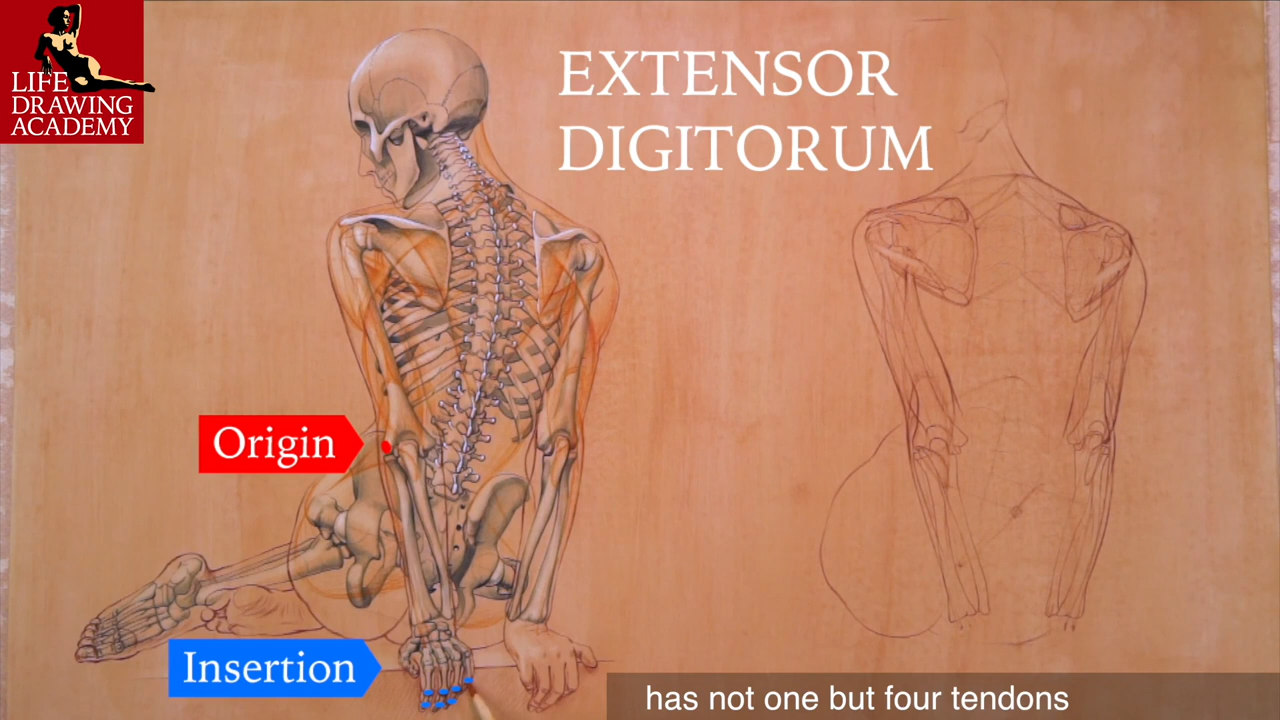 LIFE
DRAWING
ACADEMY
EXTENSOR
DIGITORUM
Origin
Insertion
has not one but four tendons